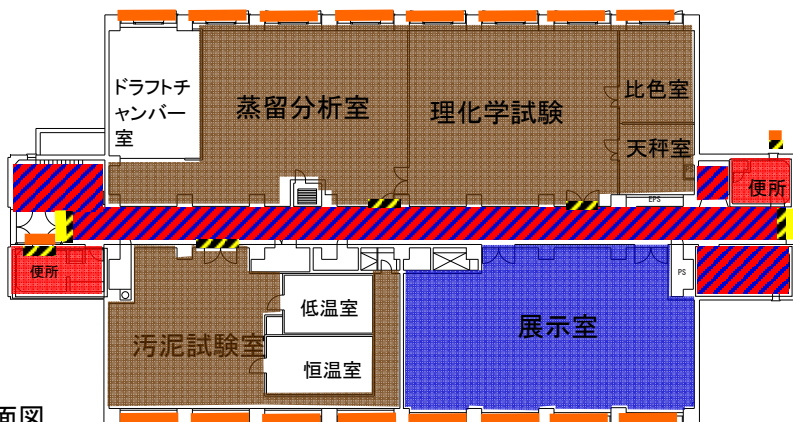 ドラフトチ
ャンバー
室
蒸留分析室
理化学試験
比色室
天秤室
便所
EPS
便所
低温室
恒温室
汚泥試験室
展示室
PS
面図